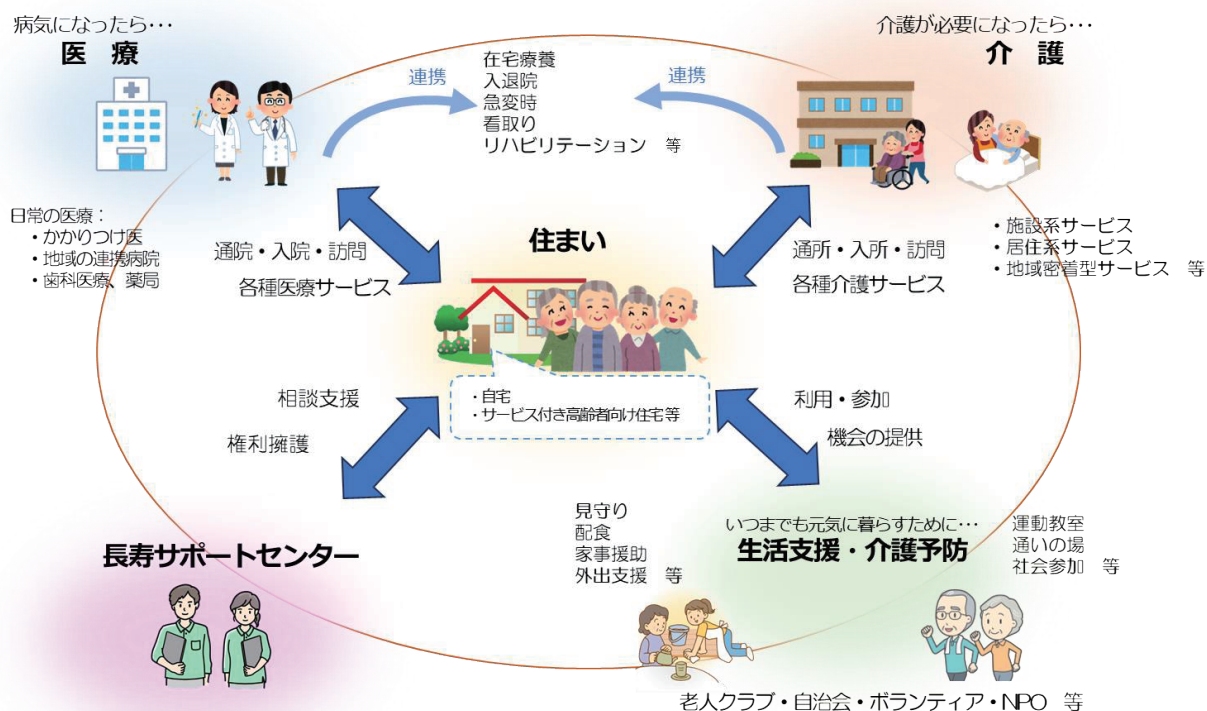 病気になったら･･･
医　療
介護が必要になったら･･･
介　護
連携
在宅療養
入退院
急変時
看取り
リハビリテーション　等
連携
日常の医療：
・かかりつけ医
・地域の連携病院
・歯科医療、薬局
通院・入院・訪問
各種医療サービス
住まい
通所・入所・訪問
各種介護サービス
・施設系サービス
・居住系サービス
・地域密着型サービス　等
・自宅
・サービス付き高齢者向け住宅等
相談支援
権利擁護
利用・参加
機会の提供
長寿サポートセンター
見守り
配食
家事援助
外出支援　等
いつまでも元気に暮らすために･･･
生活支援・介護予防
運動教室
通いの場
社会参加　等
老人クラブ・自治会・ボランティア・NPO　等